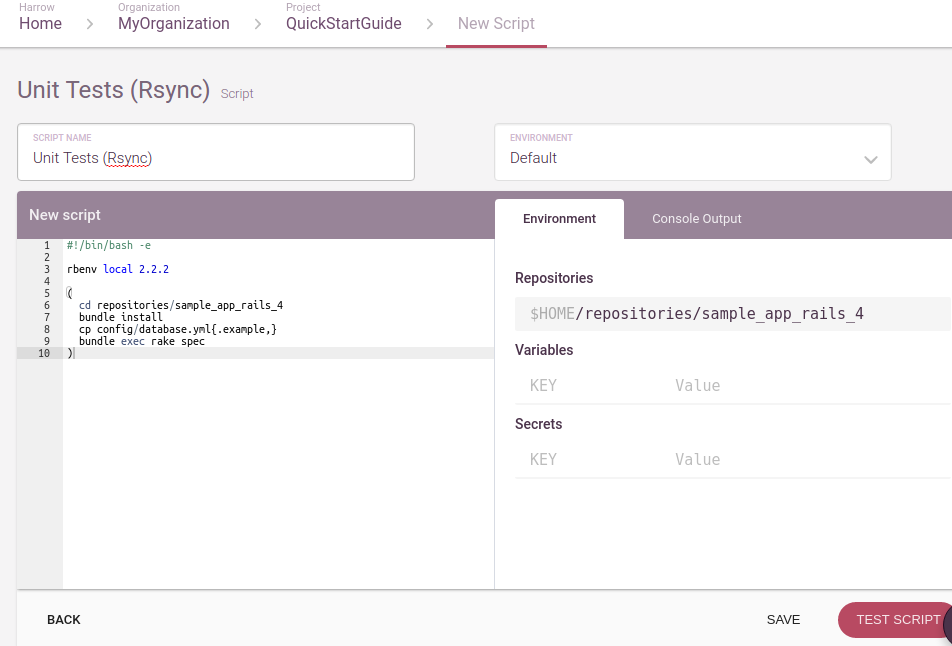 Harrow Organization Project
Home MyOrganization QuickStartGuide New Script
Unit Tests (Rsync) Script
SCRIPT NAME
Unit Tests (Rsync)
ENVIRONMENT
Default
New script
1 #!/bin/bash -e
2
3 rbenv local 2.2.2
4
5 (
6   cd repositories/sample_app_rails_4
7   bundle install
8   cp config/database.yml{.example,}
9   bundle exec rake spec
10 )
Environment Console Output
Repositories
$HOME/repositories/sample_app_rails_4
Variables
KEY Value
Secrets
KEY Value
BACK SAVE TEST SCRIPT